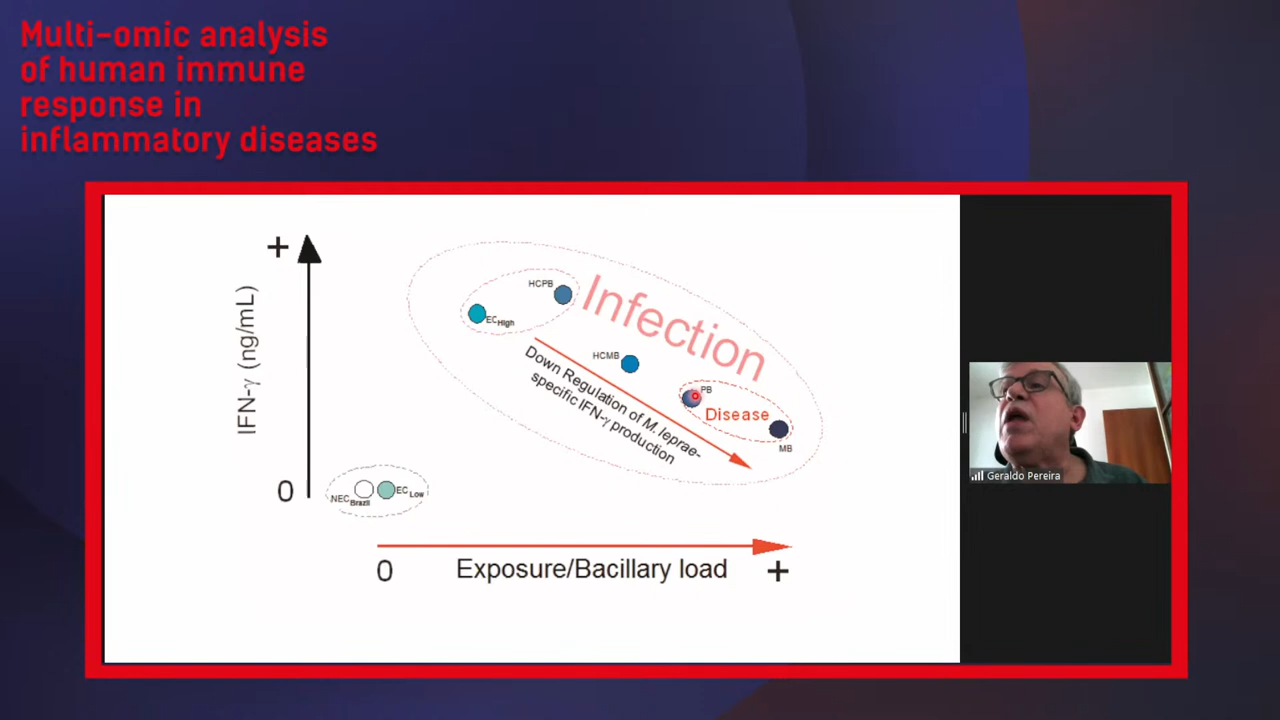 Multi-omic analysis
of human immune
response in
inflammatory diseases
+
IFN-γ (ng/mL)
0
HCPB
EC High
Infection
HCMB
Down Regulation of M. leprae-
specific IFN-γ production
PB
Disease
MB
NEC Brazil
EC Low
0
Exposure/Bacillary load
+
Geraldo Pereira